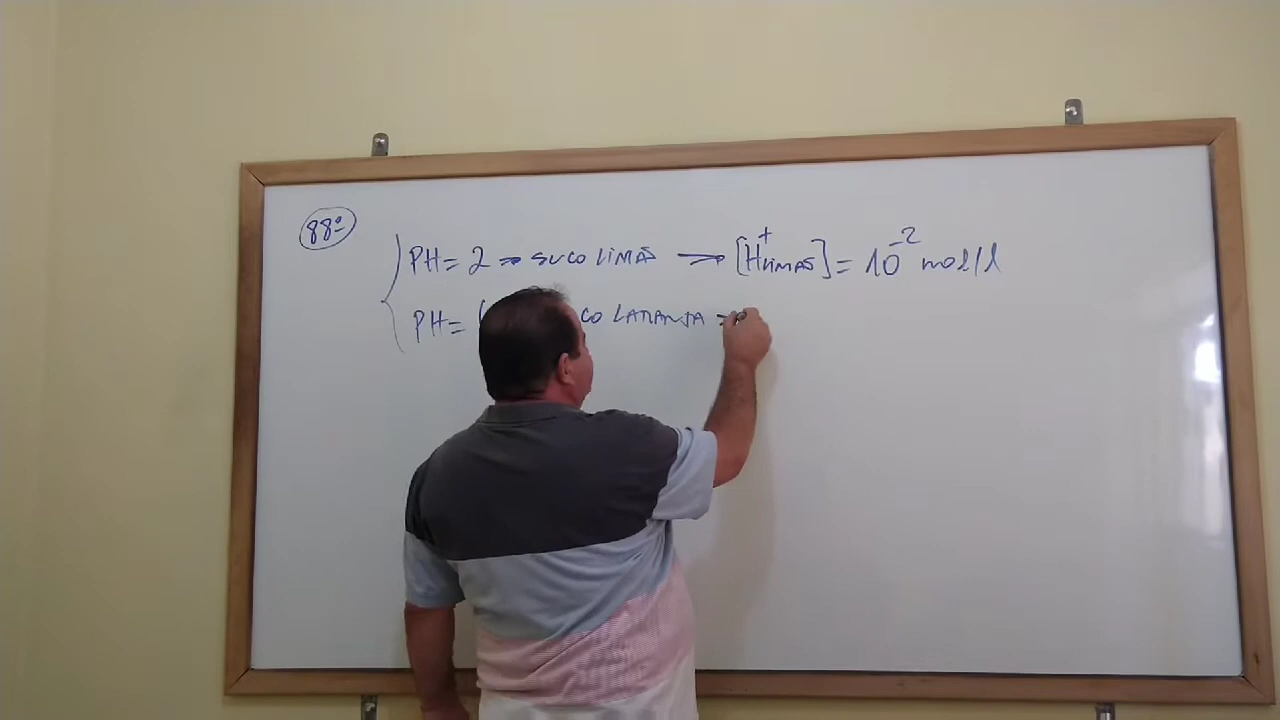 88º
PH = 2 ⇒ SUCO LIMÃO → [H⁺LIMÃO] = 10⁻² mol/l
PH = CO LARANJA